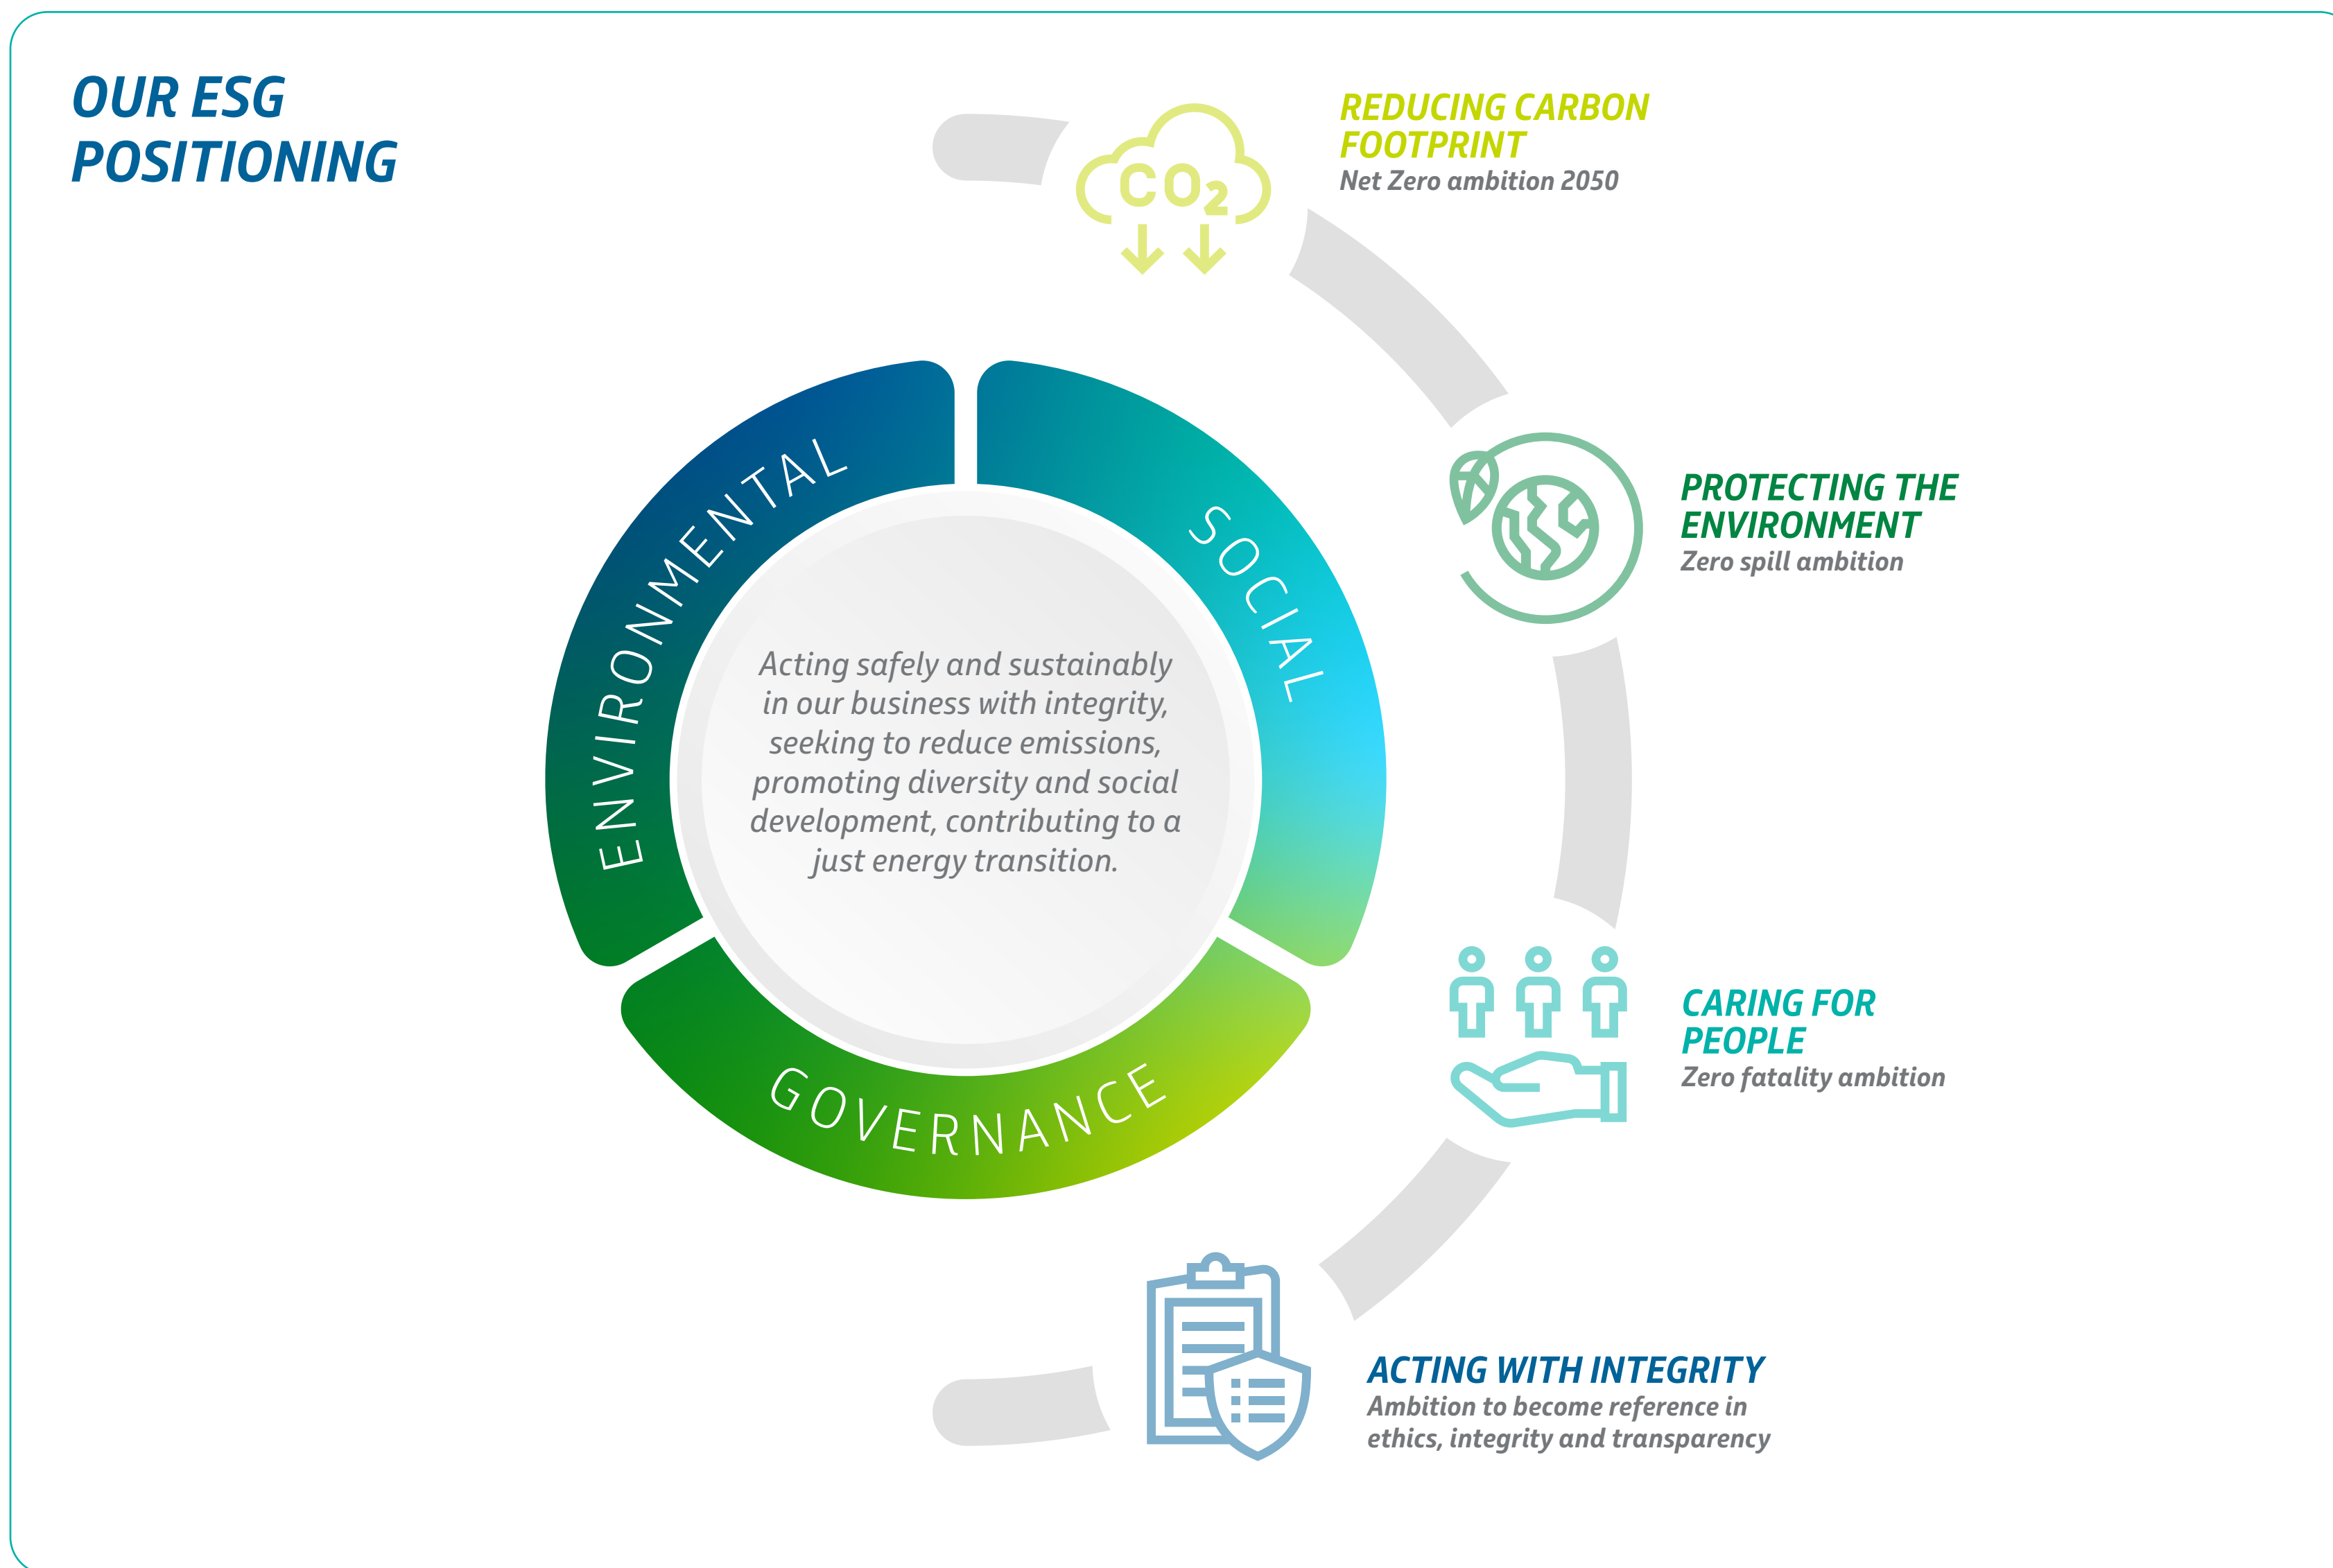 OUR ESG
POSITIONING
REDUCING CARBON
FOOTPRINT
Net Zero ambition 2050
CO₂
PROTECTING THE
ENVIRONMENT
Zero spill ambition
ENVIRONMENTAL
SOCIAL
GOVERNANCE
Acting safely and sustainably
in our business with integrity,
seeking to reduce emissions,
promoting diversity and social
development, contributing to a
just energy transition.
CARING FOR
PEOPLE
Zero fatality ambition
ACTING WITH INTEGRITY
Ambition to become reference in
ethics, integrity and transparency